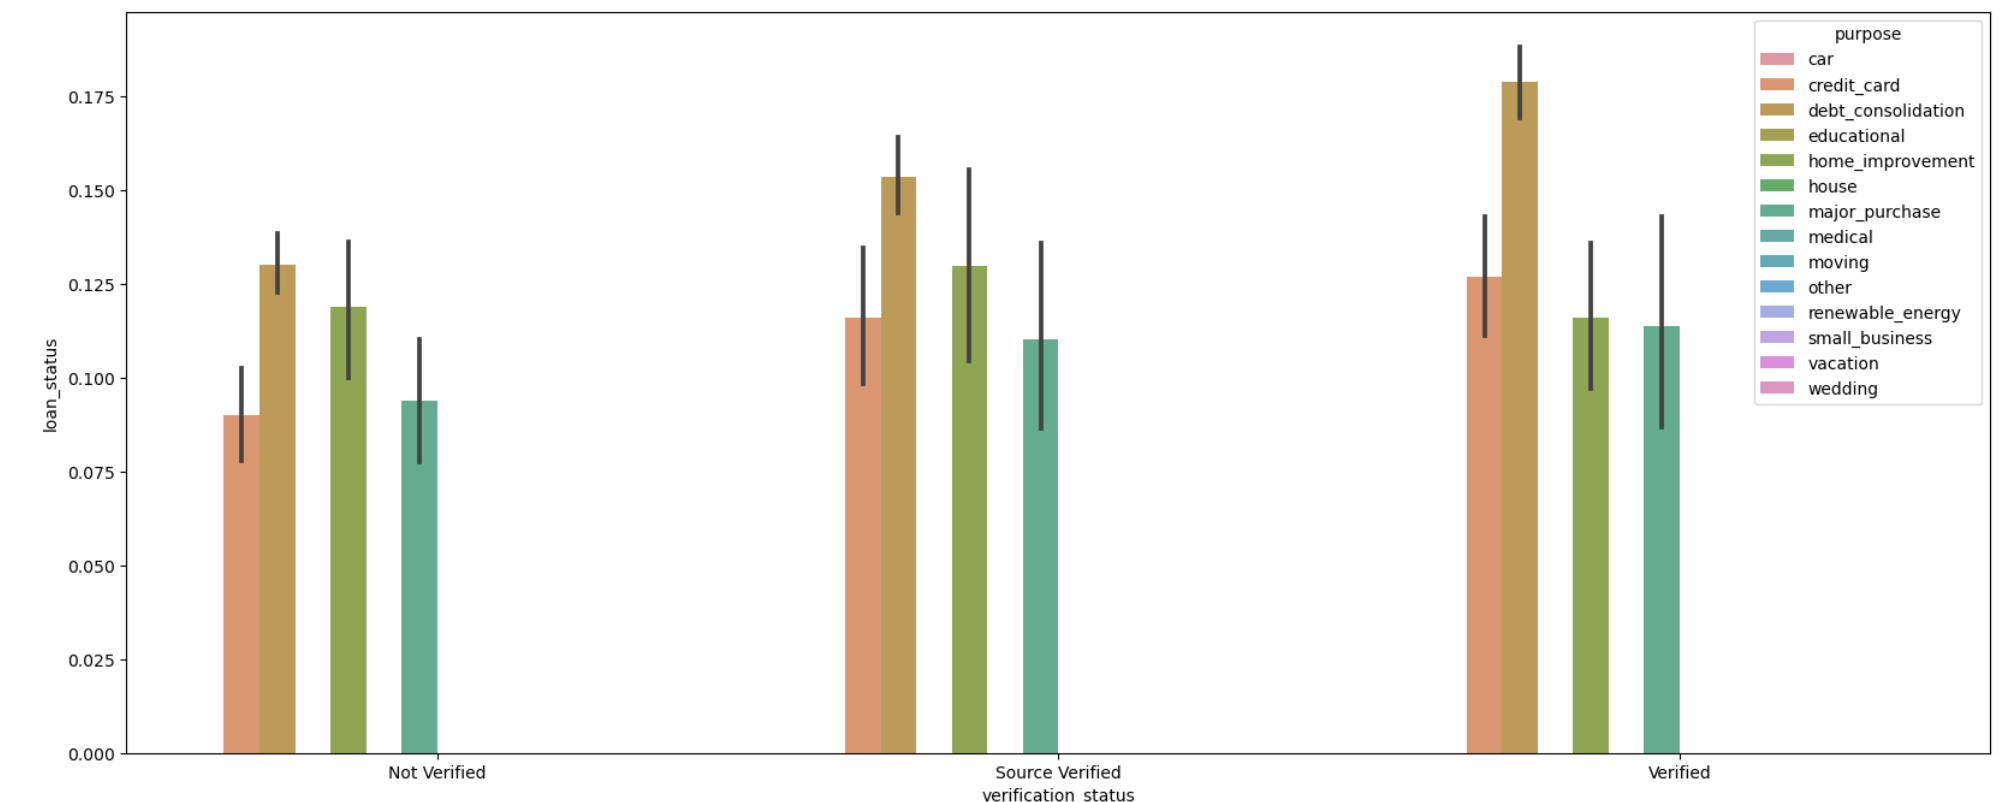 purpose
car
credit_card
debt_consolidation
educational
home_improvement
house
major_purchase
medical
moving
other
renewable_energy
small_business
vacation
wedding
0.175
0.150
0.125
0.100
0.075
0.050
0.025
0.000
loan_status
Not Verified
Source Verified
Verified
verification_status